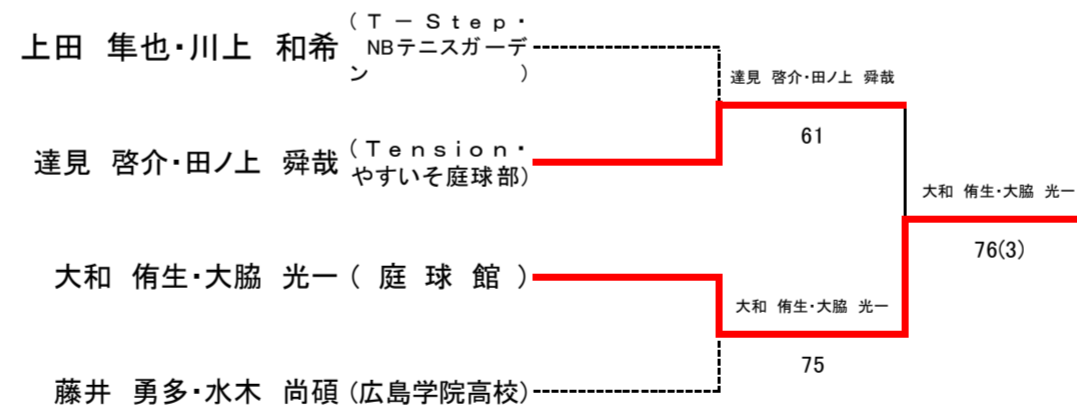 上田 隼也・川上 和希
(T－Step・
NBテニスガーデ
ン)
達見 啓介・田ノ上 舜哉
61
達見 啓介・田ノ上 舜哉
(Tension・
やすいそ庭球部)
大和 侑生・大脇 光一
76(3)
大和 侑生・大脇 光一(庭球館)
大和 侑生・大脇 光一
75
藤井 勇多・水木 尚碩(広島学院高校)